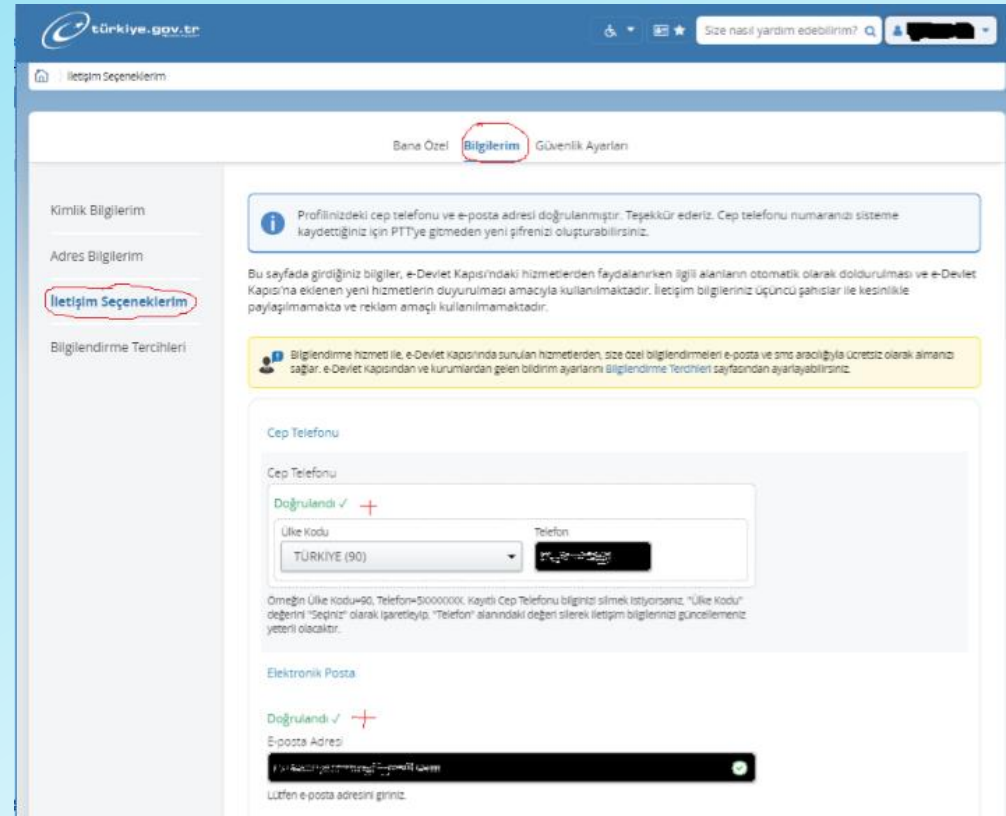 türkiye.gov.tr
Size nasıl yardım edebilirim?
İletişim Seçeneklerim
Bana Özel Bilgilerim Güvenlik Ayarları
Kimlik Bilgilerim
Adres Bilgilerim
İletişim Seçeneklerim
Bilgilendirme Tercihleri
Profilinizdeki cep telefonu ve e-posta adresi doğrulanmıştır. Teşekkür ederiz. Cep telefonu numaranızı sisteme
kaydettiğiniz için PTT'ye gitmeden yeni şifrenizi oluşturabilirsiniz.
Bu sayfada girdiğiniz bilgiler, e-Devlet Kapısı'ndaki hizmetlerden faydalanırken ilgili alanların otomatik olarak doldurulması ve e-Devlet
Kapısı'na eklenen yeni hizmetlerin duyurulması amacıyla kullanılmaktadır. İletişim bilgileriniz üçüncü şahıslar ile kesinlikle
paylaşılmamakta ve reklam amaçlı kullanılmamaktadır.
Bilgilendirme hizmeti ile, e-Devlet Kapısı'nda sunulan hizmetlerden, size özel bilgilendirmeleri e-posta ve sms aracılığıyla ücretsiz olarak almanızı
sağlar. e-Devlet Kapısından ve kurumlardan gelen bildirim ayarlarını Bilgilendirme Tercihleri sayfasından ayarlayabilirsiniz.
Cep Telefonu
Cep Telefonu
Doğrulandı ✓
Ülke Kodu Telefon
TÜRKİYE (90)
Örneğin Ülke Kodu=90, Telefon=5XXXXXXXX. Kayıtlı Cep Telefonu bilginizi silmek istiyorsanız, "Ülke Kodu"
değerini "Seçiniz" olarak işaretleyip, "Telefon" alanındaki değeri silerek iletişim bilgilerinizi güncellemeniz
yeterli olacaktır.
Elektronik Posta
Doğrulandı ✓
E-posta Adresi
Lütfen e-posta adresini giriniz.